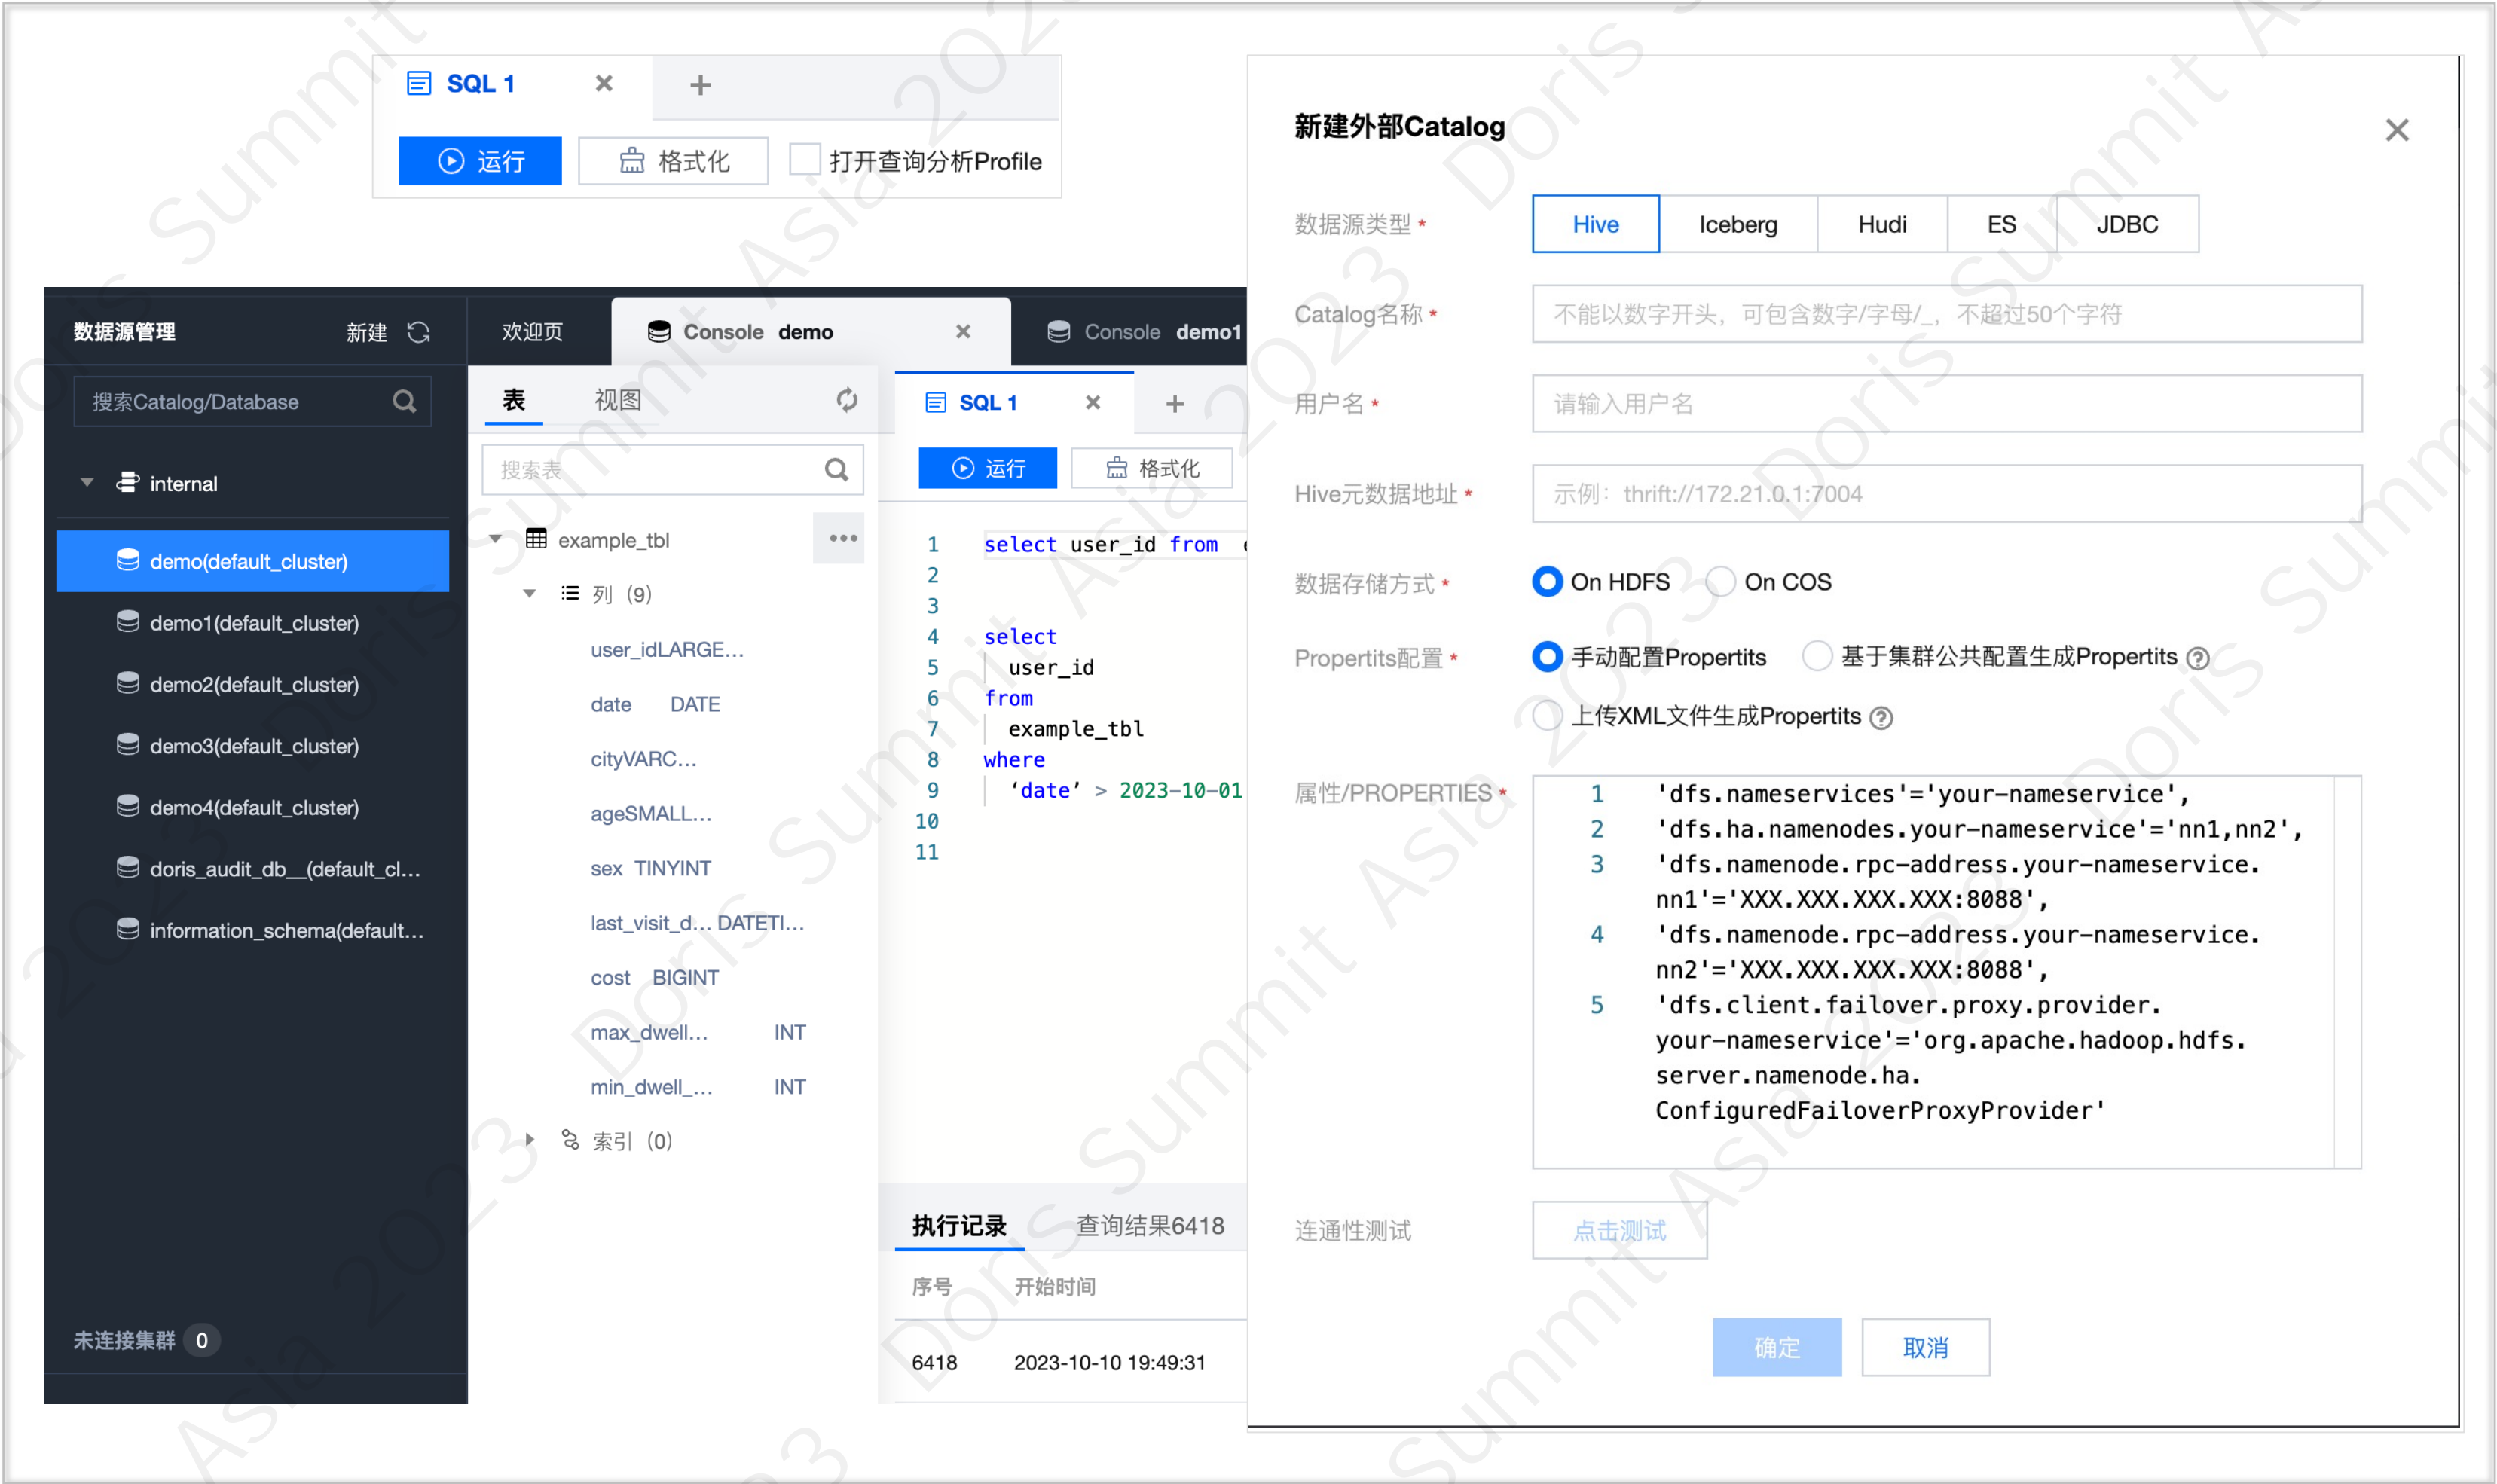 SQL 1
运行
格式化
打开查询分析Profile
数据源管理
新建
搜索Catalog/Database
internal
demo(default_cluster)
demo1(default_cluster)
demo2(default_cluster)
demo3(default_cluster)
demo4(default_cluster)
doris_audit_db__(default_cl...
information_schema(default...
未连接集群 0
欢迎页
Console demo
Console demo1
表
视图
搜索表
example_tbl
列 (9)
user_idLARGE...
date DATE
cityVARC...
ageSMALL...
sex TINYINT
last_visit_d... DATETI...
cost BIGINT
max_dwell... INT
min_dwell_... INT
索引 (0)
SQL 1
运行
格式化
1 select user_id from
2
3
4 select
5 user_id
6 from
7 example_tbl
8 where
9 ‘date’ > 2023-10-01
10
11
执行记录
查询结果6418
序号 开始时间
6418 2023-10-10 19:49:31
新建外部Catalog
数据源类型 * Hive Iceberg Hudi ES JDBC
Catalog名称 * 不能以数字开头，可包含数字/字母/_，不超过50个字符
用户名 * 请输入用户名
Hive元数据地址 * 示例：thrift://172.21.0.1:7004
数据存储方式 * On HDFS On COS
Propertits配置 * 手动配置Propertits 基于集群公共配置生成Propertits
上传XML文件生成Propertits
属性/PROPERTIES *
1 'dfs.nameservices'='your-nameservice',
2 'dfs.ha.namenodes.your-nameservice'='nn1,nn2',
3 'dfs.namenode.rpc-address.your-nameservice.
nn1'='XXX.XXX.XXX.XXX:8088',
4 'dfs.namenode.rpc-address.your-nameservice.
nn2'='XXX.XXX.XXX.XXX:8088',
5 'dfs.client.failover.proxy.provider.
your-nameservice'='org.apache.hadoop.hdfs.
server.namenode.ha.
ConfiguredFailoverProxyProvider'
连通性测试 点击测试
确定 取消
Doris Summit Asia 2023